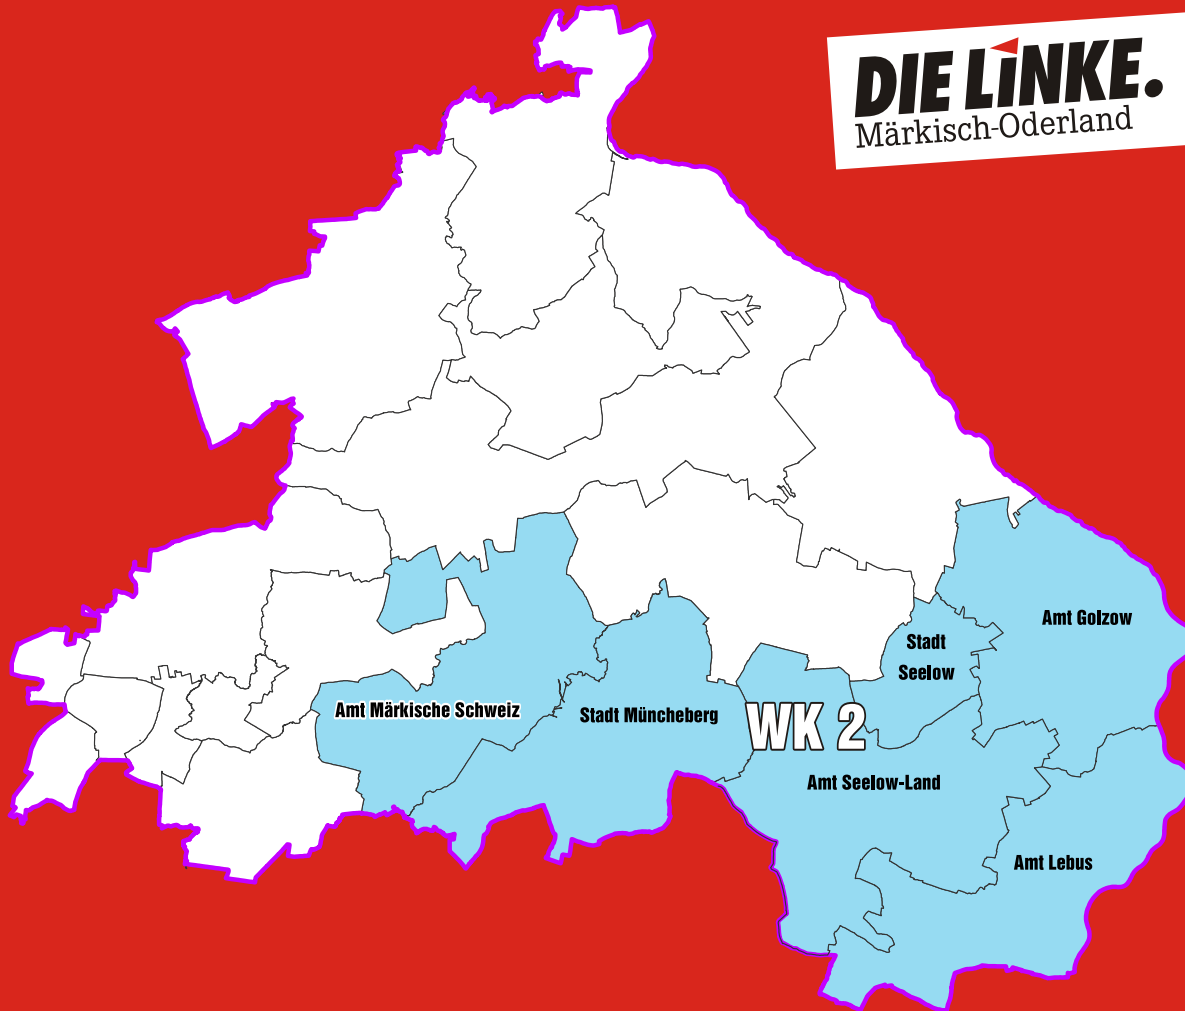 DIE LINKE.
Märkisch-Oderland
Amt Golzow
Stadt
Seelow
Amt Märkische Schweiz
Stadt Müncheberg
WK 2
Amt Seelow-Land
Amt Lebus